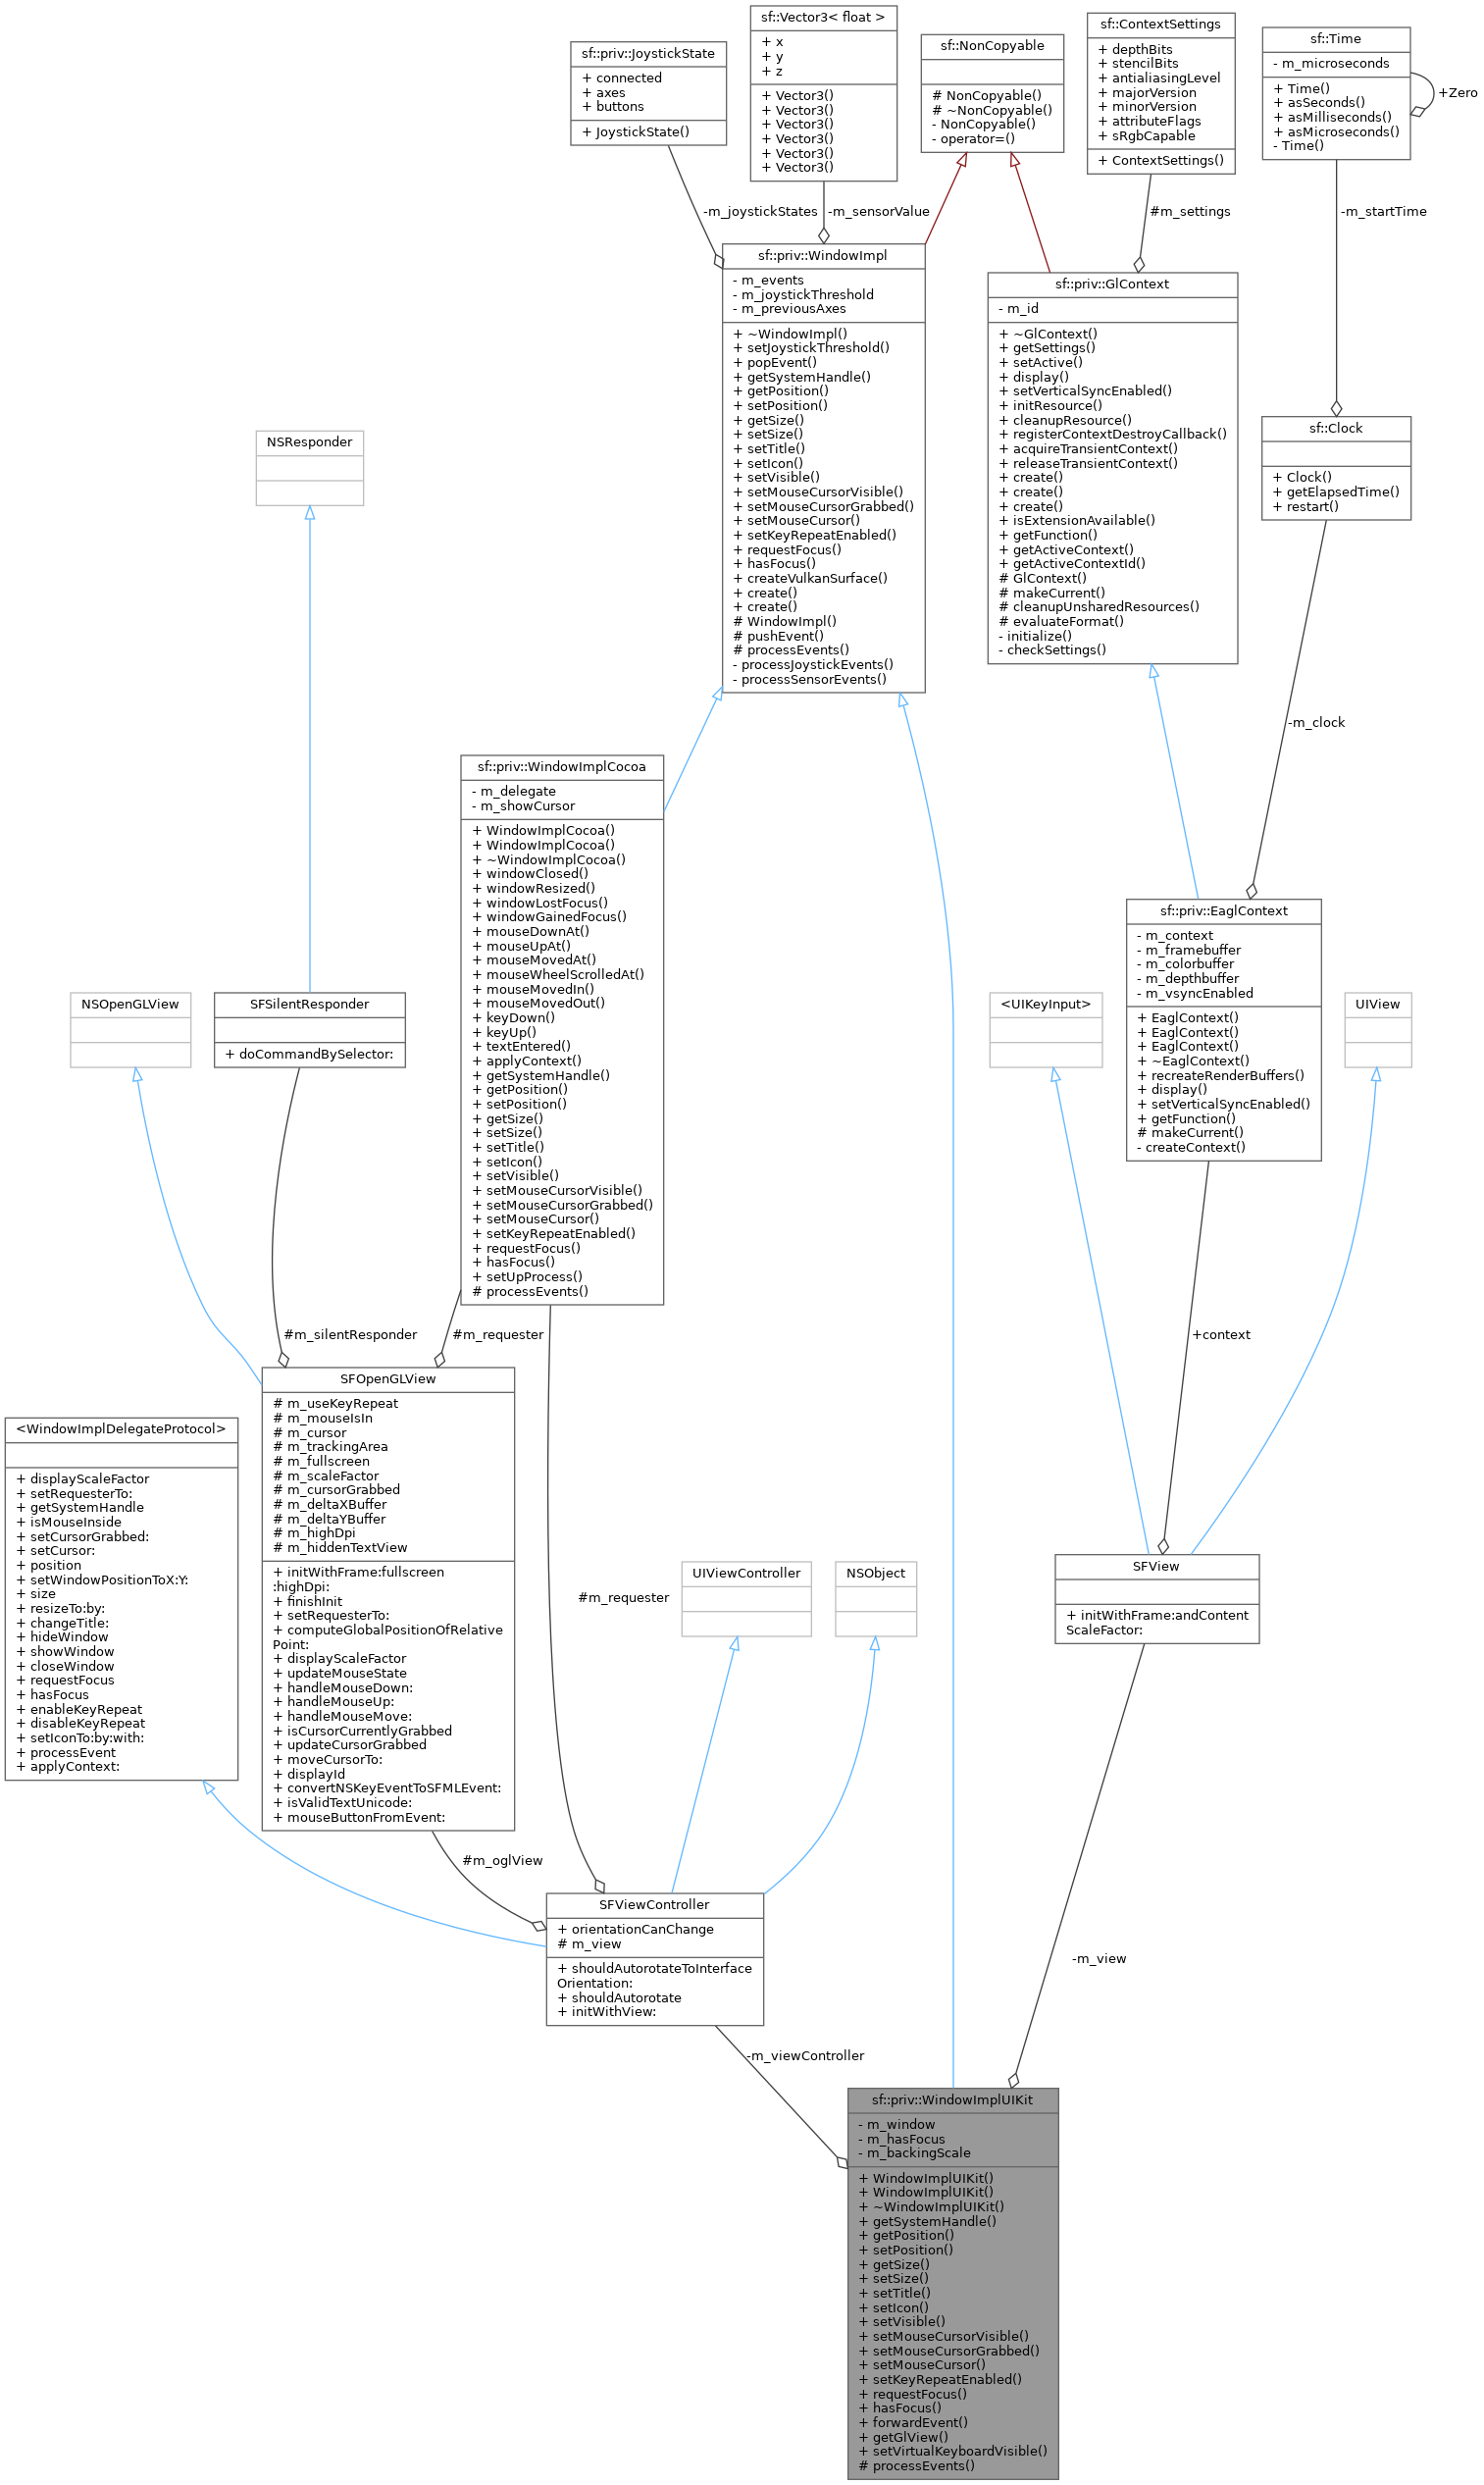 sf::priv::JoystickState
+ connected
+ axes
+ buttons
+ JoystickState()
sf::Vector3< float >
+ x
+ y
+ z
+ Vector3()
+ Vector3()
+ Vector3()
+ Vector3()
+ Vector3()
+ Vector3()
sf::NonCopyable
# NonCopyable()
# ~NonCopyable()
- NonCopyable()
- operator=()
sf::ContextSettings
+ depthBits
+ stencilBits
+ antialiasingLevel
+ majorVersion
+ minorVersion
+ attributeFlags
+ sRgbCapable
+ ContextSettings()
sf::Time
- m_microseconds
+ Time()
+ asSeconds()
+ asMilliseconds()
+ asMicroseconds()
- Time()
+Zero
-m_joystickStates
-m_sensorValue
#m_settings
-m_startTime
sf::priv::WindowImpl
- m_events
- m_joystickThreshold
- m_previousAxes
+ ~WindowImpl()
+ setJoystickThreshold()
+ popEvent()
+ getSystemHandle()
+ getPosition()
+ setPosition()
+ getSize()
+ setSize()
+ setTitle()
+ setIcon()
+ setVisible()
+ setMouseCursorVisible()
+ setMouseCursorGrabbed()
+ setMouseCursor()
+ setKeyRepeatEnabled()
+ requestFocus()
+ hasFocus()
+ createVulkanSurface()
+ create()
+ create()
# WindowImpl()
# pushEvent()
# processEvents()
- processJoystickEvents()
- processSensorEvents()
sf::priv::GlContext
- m_id
+ ~GlContext()
+ getSettings()
+ setActive()
+ display()
+ setVerticalSyncEnabled()
+ initResource()
+ cleanupResource()
+ registerContextDestroyCallback()
+ acquireTransientContext()
+ releaseTransientContext()
+ create()
+ create()
+ create()
+ isExtensionAvailable()
+ getFunction()
+ getActiveContext()
+ getActiveContextId()
# GlContext()
# makeCurrent()
# cleanupUnsharedResources()
# evaluateFormat()
- initialize()
- checkSettings()
sf::Clock
+ Clock()
+ getElapsedTime()
+ restart()
NSResponder
-m_clock
sf::priv::WindowImplCocoa
- m_delegate
- m_showCursor
+ WindowImplCocoa()
+ WindowImplCocoa()
+ ~WindowImplCocoa()
+ windowClosed()
+ windowResized()
+ windowLostFocus()
+ windowGainedFocus()
+ mouseDownAt()
+ mouseUpAt()
+ mouseMovedAt()
+ mouseWheelScrolledAt()
+ mouseMovedIn()
+ mouseMovedOut()
+ keyDown()
+ keyUp()
+ textEntered()
+ applyContext()
+ getSystemHandle()
+ getPosition()
+ setPosition()
+ getSize()
+ setSize()
+ setTitle()
+ setIcon()
+ setVisible()
+ setMouseCursorVisible()
+ setMouseCursorGrabbed()
+ setMouseCursor()
+ setKeyRepeatEnabled()
+ requestFocus()
+ hasFocus()
+ setUpProcess()
# processEvents()
sf::priv::EaglContext
- m_context
- m_framebuffer
- m_colorbuffer
- m_depthbuffer
- m_vsyncEnabled
+ EaglContext()
+ EaglContext()
+ EaglContext()
+ ~EaglContext()
+ recreateRenderBuffers()
+ display()
+ setVerticalSyncEnabled()
+ getFunction()
# makeCurrent()
- createContext()
NSOpenGLView
SFSilentResponder
+ doCommandBySelector:
<UIKeyInput>
UIView
#m_silentResponder
#m_requester
+context
SFOpenGLView
# m_useKeyRepeat
# m_mouseIsIn
# m_cursor
# m_trackingArea
# m_fullscreen
# m_scaleFactor
# m_cursorGrabbed
# m_deltaXBuffer
# m_deltaYBuffer
# m_highDpi
# m_hiddenTextView
+ initWithFrame:fullscreen
:highDpi:
+ finishInit
+ setRequesterTo:
+ computeGlobalPositionOfRelative
Point:
+ displayScaleFactor
+ updateMouseState
+ handleMouseDown:
+ handleMouseUp:
+ handleMouseMove:
+ isCursorCurrentlyGrabbed
+ updateCursorGrabbed
+ moveCursorTo:
+ displayId
+ convertNSKeyEventToSFMLEvent:
+ isValidTextUnicode:
+ mouseButtonFromEvent:
<WindowImplDelegateProtocol>
+ displayScaleFactor
+ setRequesterTo:
+ getSystemHandle
+ isMouseInside
+ setCursorGrabbed:
+ setCursor:
+ position
+ setWindowPositionToX:Y:
+ size
+ resizeTo:by:
+ changeTitle:
+ hideWindow
+ showWindow
+ closeWindow
+ requestFocus
+ hasFocus
+ enableKeyRepeat
+ disableKeyRepeat
+ setIconTo:by:with:
+ processEvent
+ applyContext:
#m_requester
UIViewController
NSObject
SFView
+ initWithFrame:andContent
ScaleFactor:
#m_oglView
SFViewController
+ orientationCanChange
# m_view
+ shouldAutorotateToInterface
Orientation:
+ shouldAutorotate
+ initWithView:
-m_view
-m_viewController
sf::priv::WindowImplUIKit
- m_window
- m_hasFocus
- m_backingScale
+ WindowImplUIKit()
+ WindowImplUIKit()
+ ~WindowImplUIKit()
+ getSystemHandle()
+ getPosition()
+ setPosition()
+ getSize()
+ setSize()
+ setTitle()
+ setIcon()
+ setVisible()
+ setMouseCursorVisible()
+ setMouseCursorGrabbed()
+ setMouseCursor()
+ setKeyRepeatEnabled()
+ requestFocus()
+ hasFocus()
+ forwardEvent()
+ getGlView()
+ setVirtualKeyboardVisible()
# processEvents()